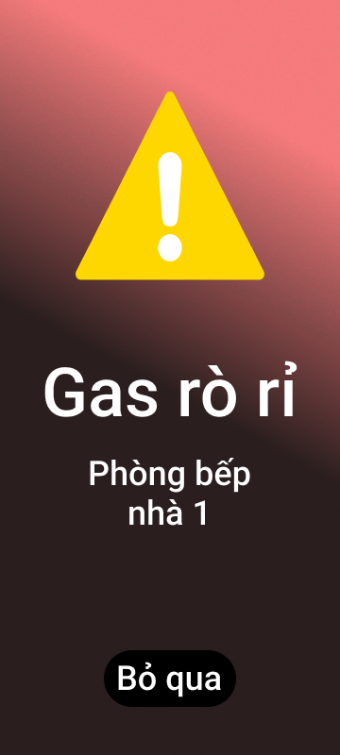 Gas rò rỉ
Phòng bếp
nhà 1
Bỏ qua